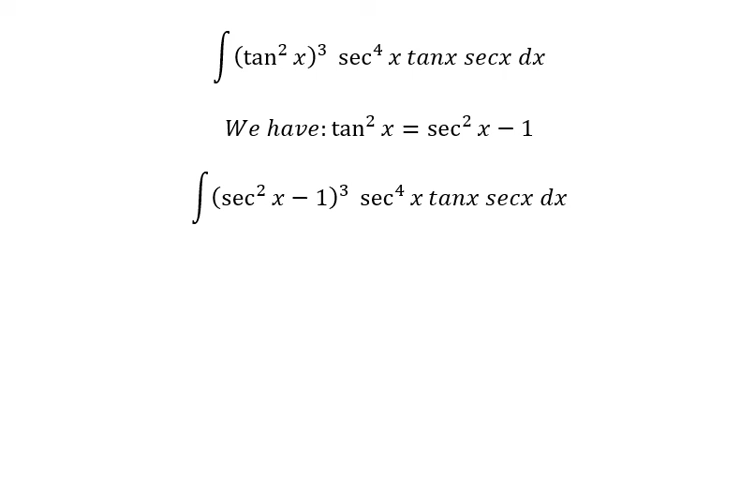 ∫(tan² x)³ sec⁴ x tanx secx dx
We have: tan² x = sec² x − 1
∫(sec² x − 1)³ sec⁴ x tanx secx dx